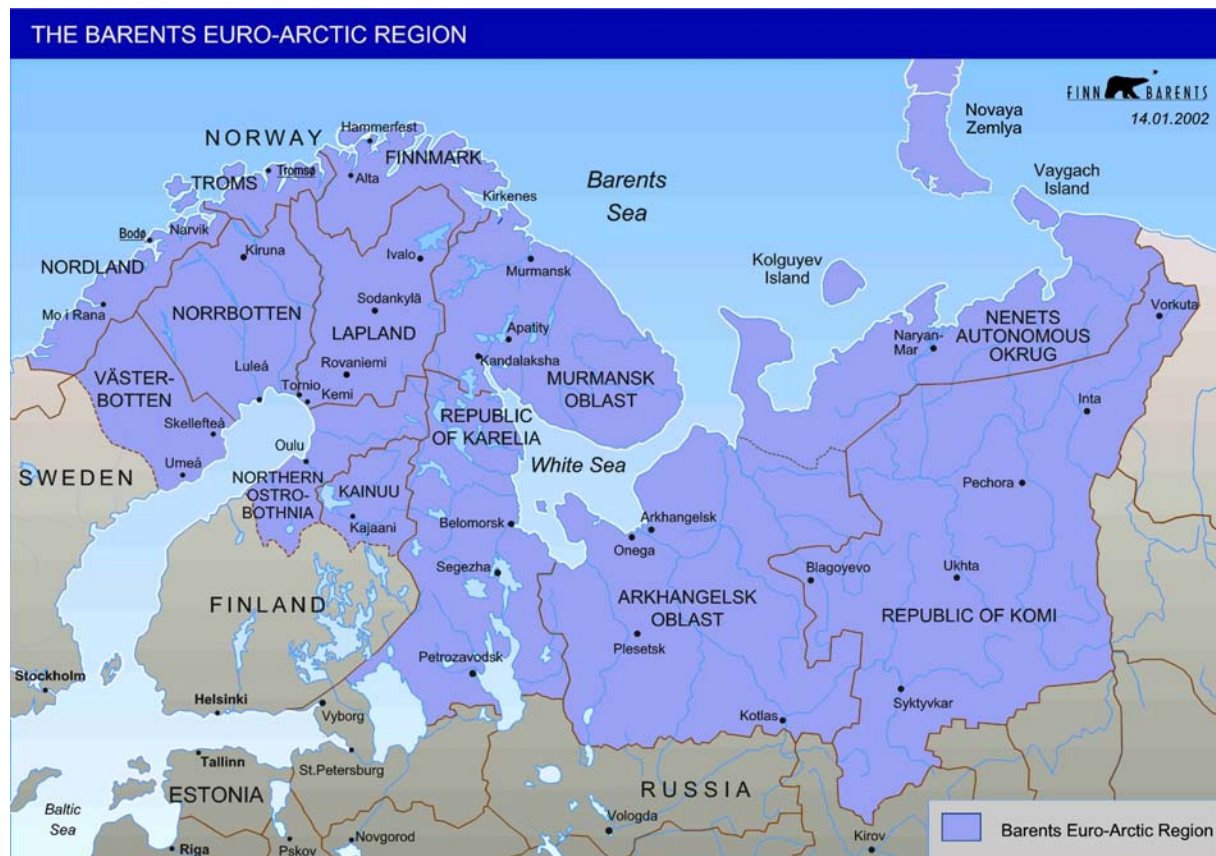 THE BARENTS EURO-ARCTIC REGION
FINN BARENTS
14.01.2002
Novaya
Zemlya
Vaygach
Island
NORWAY
Hammerfest
FINNMARK
Tromsø
TROMS
Alta
Kirkenes
Barents
Sea
Bodø
Narvik
NORDLAND
Kiruna
Ivalo
Murmansk
Kolguyev
Island
Mo i Rana
NORRBOTTEN
Sodankylä
LAPLAND
Apatity
Kandalaksha
Naryan-
Mar
NENETS
AUTONOMOUS
OKRUG
Vorkuta
VÄSTER-
BOTTEN
Luleå
Rovaniemi
Tornio
Kemi
MURMANSK
OBLAST
REPUBLIC
OF KARELIA
Inta
Skellefteå
Oulu
White Sea
SWEDEN
Umeå
NORTHERN
OSTRO-
BOTHNIA
KAINUU
Kajaani
Pechora
Belomorsk
Arkhangelsk
Onega
Segezha
Blagoyevo
Ukhta
FINLAND
ARKHANGELSK
OBLAST
REPUBLIC OF KOMI
Plesetsk
Petrozavodsk
Stockholm
Helsinki
Vyborg
Kotlas
Syktyvkar
Tallinn
St.Petersburg
ESTONIA
RUSSIA
Baltic
Sea
Vologda
Riga
Pskov
Novgorod
Kirov
Barents Euro-Arctic Region